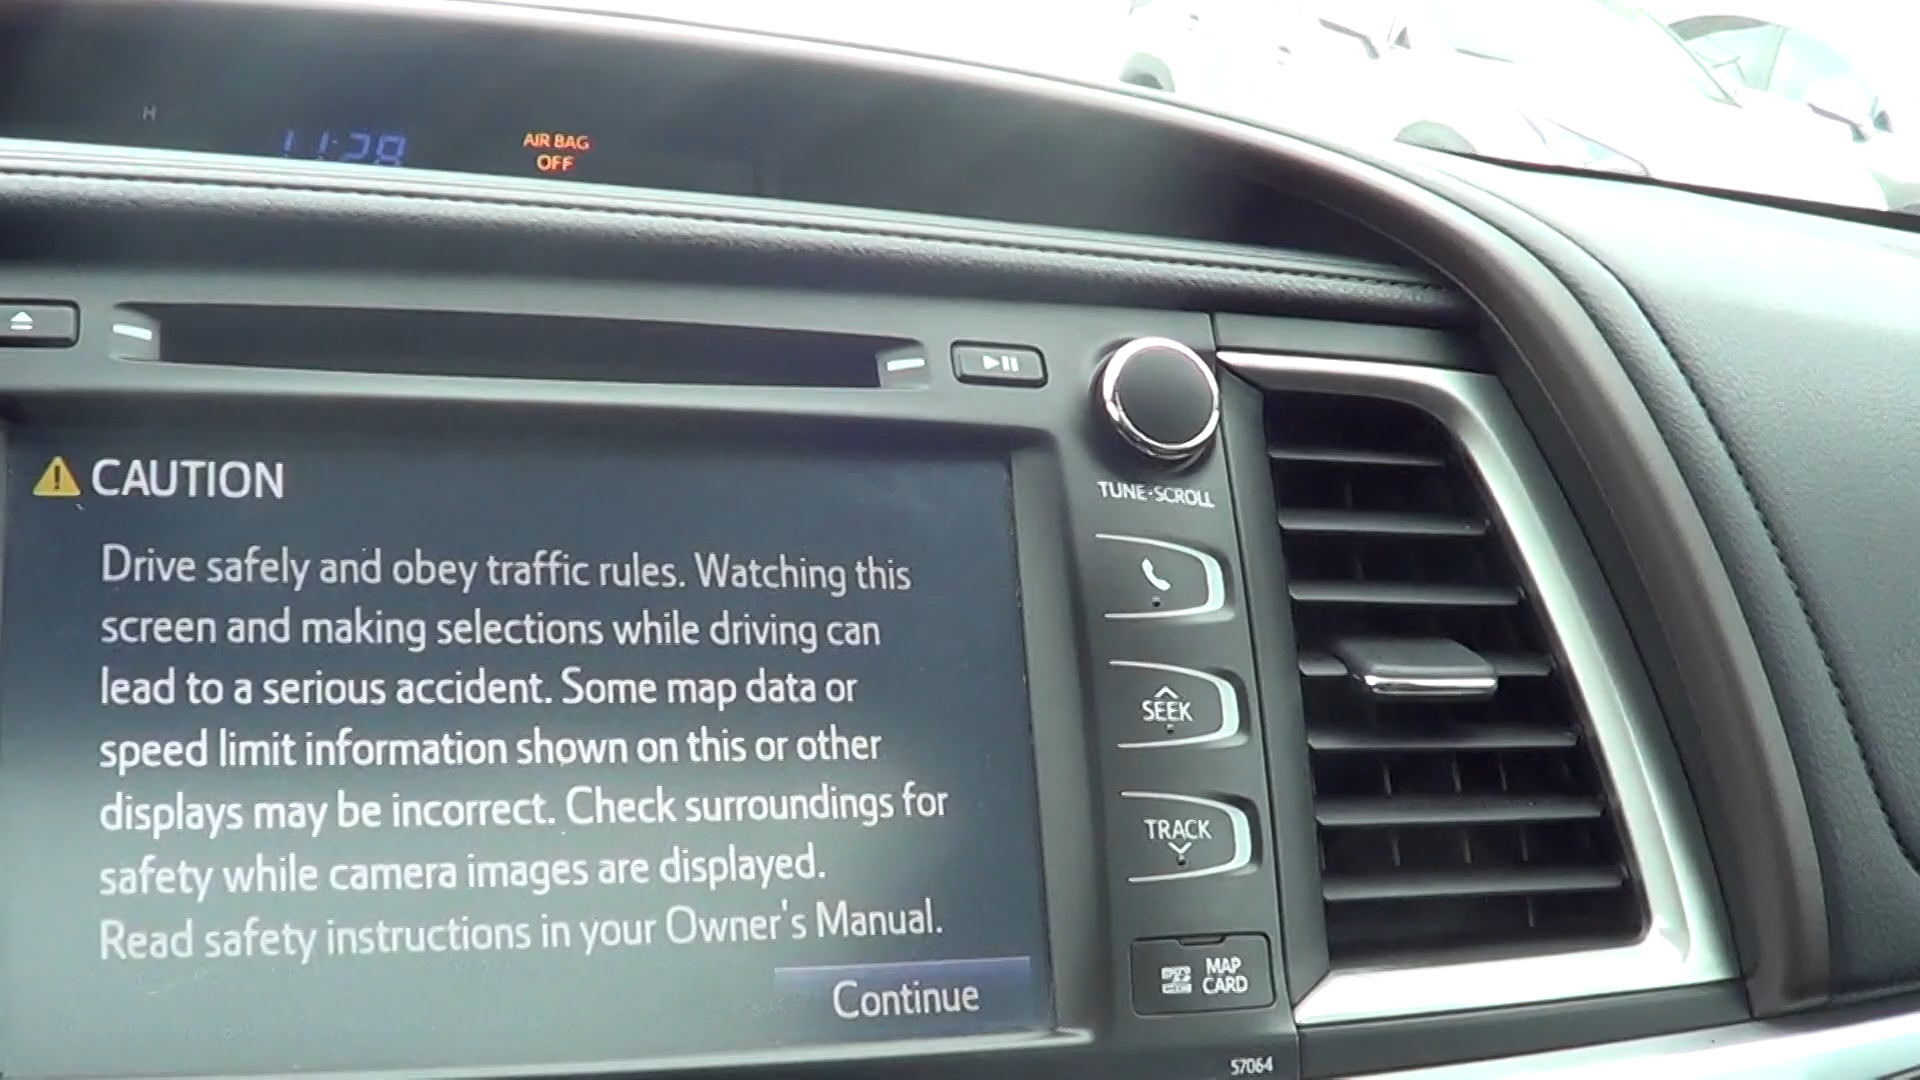 H
11:28
AIR BAG
OFF
TUNE·SCROLL
CAUTION
Drive safely and obey traffic rules. Watching this
screen and making selections while driving can
lead to a serious accident. Some map data or
speed limit information shown on this or other
displays may be incorrect. Check surroundings for
safety while camera images are displayed.
Read safety instructions in your Owner's Manual.
Continue
SEEK
TRACK
MAP
CARD
57064